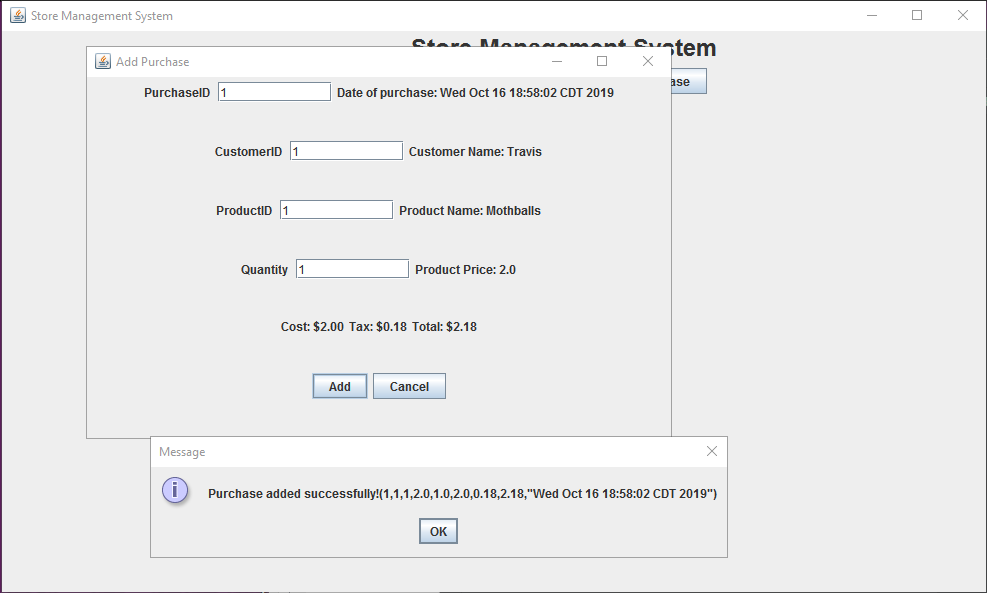 Store Management System
Store Management System
Add Purchase
ase
PurchaseID 1 Date of purchase: Wed Oct 16 18:58:02 CDT 2019
CustomerID 1 Customer Name: Travis
ProductID 1 Product Name: Mothballs
Quantity 1 Product Price: 2.0
Cost: $2.00 Tax: $0.18 Total: $2.18
Add Cancel
Message
i Purchase added successfully!(1,1,1,2.0,1.0,2.0,0.18,2.18,"Wed Oct 16 18:58:02 CDT 2019")
OK